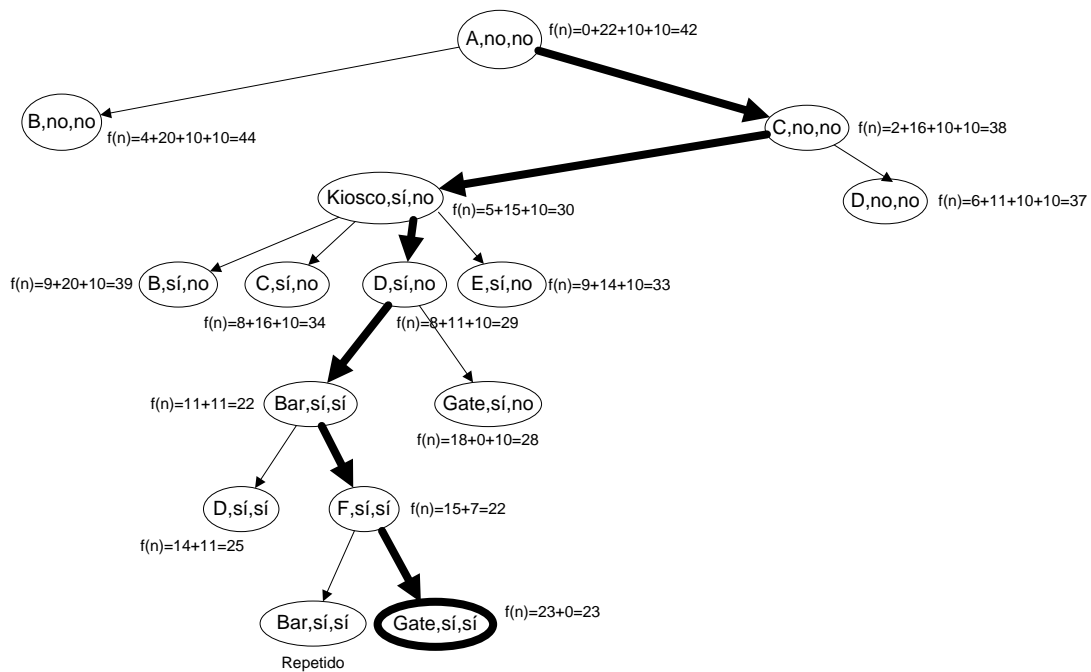 A,no,no
f(n)=0+22+10+10=42
B,no,no
f(n)=4+20+10+10=44
C,no,no
f(n)=2+16+10+10=38
Kiosco,sí,no
f(n)=5+15+10=30
D,no,no
f(n)=6+11+10+10=37
f(n)=9+20+10=39
B,sí,no
C,sí,no
D,sí,no
E,sí,no
f(n)=9+14+10=33
f(n)=8+16+10=34
f(n)=8+11+10=29
f(n)=11+11=22
Bar,sí,sí
Gate,sí,no
f(n)=18+0+10=28
D,sí,sí
F,sí,sí
f(n)=15+7=22
f(n)=14+11=25
Bar,sí,sí
Gate,sí,sí
f(n)=23+0=23
Repetido